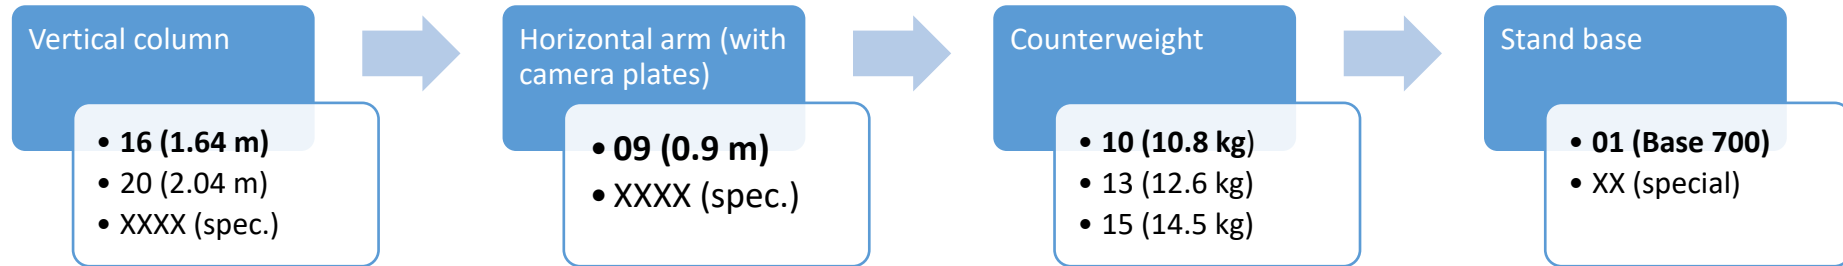 Vertical column
• 16 (1.64 m)
• 20 (2.04 m)
• XXXX (spec.)
Horizontal arm (with
camera plates)
• 09 (0.9 m)
• XXXX (spec.)
Counterweight
• 10 (10.8 kg)
• 13 (12.6 kg)
• 15 (14.5 kg)
Stand base
• 01 (Base 700)
• XX (special)